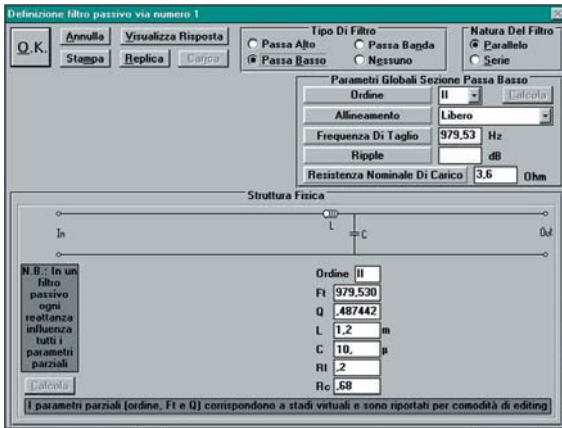 Definizione filtro passivo via numero 1
O.K.
Annulla
Visualizza Risposta
Stampa
Replica
Carica
Tipo Di Filtro
Passa Alto
Passa Banda
Passa Basso
Nessuno
Natura Del Filtro
Parallelo
Serie
Parametri Globali Sezione Passa Basso
Ordine II Calcola
Allineamento Libero
Frequenza Di Taglio 979,53 Hz
Ripple dB
Resistenza Nominale Di Carico 3,6 Ohm
Struttura Fisica
In
L
C
Out
N.B.: In un
filtro
passivo
ogni
reattanza
influenza
tutti i
parametri
parziali
Calcola
Ordine II
Ft 979,530
Q ,487442
L 1,2 m
C 10, µ
Rl ,2
Rc ,68
I parametri parziali (ordine, Ft e Q) corrispondono a stadi virtuali e sono riportati per comodità di editing